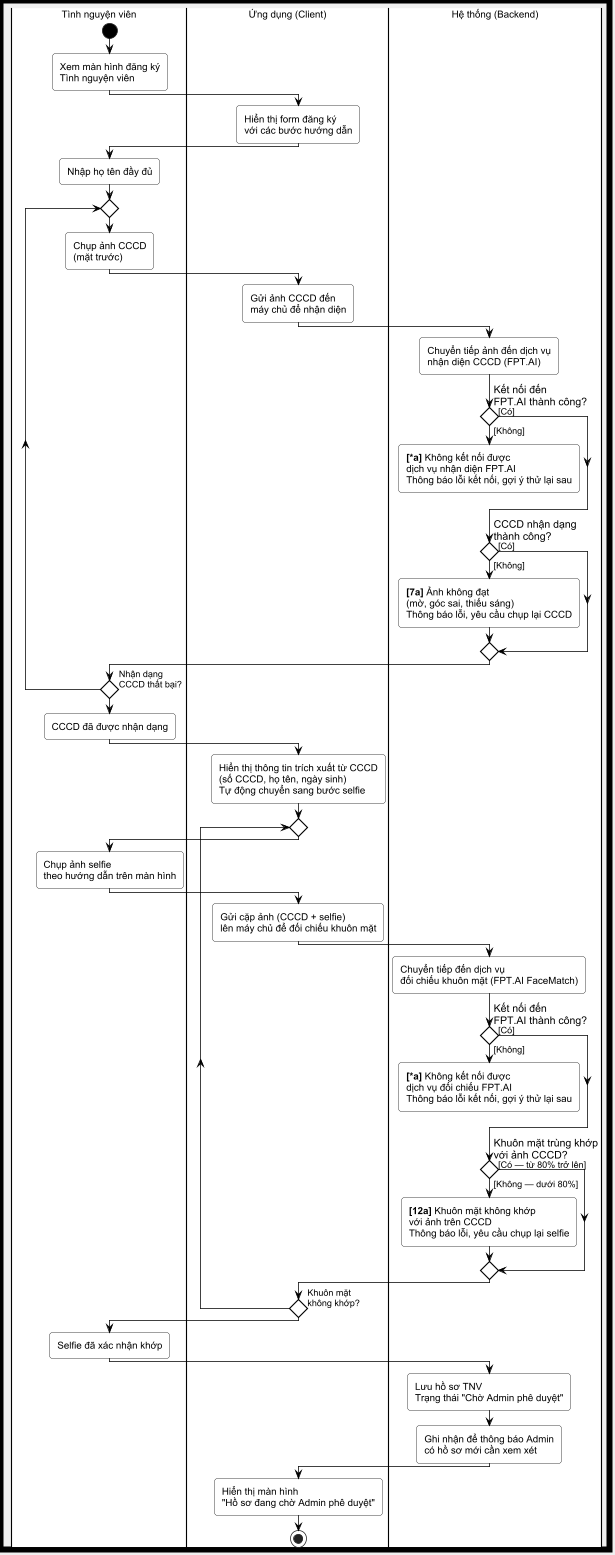 Tình nguyện viên
Ứng dụng (Client)
Hệ thống (Backend)
Xem màn hình đăng ký
Tình nguyện viên
Hiển thị form đăng ký
với các bước hướng dẫn
Nhập họ tên đầy đủ
Chụp ảnh CCCD
(mặt trước)
Gửi ảnh CCCD đến
máy chủ để nhận diện
Chuyển tiếp ảnh đến dịch vụ
nhận diện CCCD (FPT.AI)
Kết nối đến
FPT.AI thành công?
[Có]
[Không]
[*a] Không kết nối được
dịch vụ nhận diện FPT.AI
Thông báo lỗi kết nối, gợi ý thử lại sau
CCCD nhận dạng
thành công?
[Có]
[Không]
[7a] Ảnh không đạt
(mờ, góc sai, thiếu sáng)
Thông báo lỗi, yêu cầu chụp lại CCCD
Nhận dạng
CCCD thất bại?
CCCD đã được nhận dạng
Hiển thị thông tin trích xuất từ CCCD
(số CCCD, họ tên, ngày sinh)
Tự động chuyển sang bước selfie
Chụp ảnh selfie
theo hướng dẫn trên màn hình
Gửi cặp ảnh (CCCD + selfie)
lên máy chủ để đối chiếu khuôn mặt
Chuyển tiếp đến dịch vụ
đối chiếu khuôn mặt (FPT.AI FaceMatch)
Kết nối đến
FPT.AI thành công?
[Có]
[Không]
[*a] Không kết nối được
dịch vụ đối chiếu FPT.AI
Thông báo lỗi kết nối, gợi ý thử lại sau
Khuôn mặt trùng khớp
với ảnh CCCD?
[Có — từ 80% trở lên]
[Không — dưới 80%]
[12a] Khuôn mặt không khớp
với ảnh trên CCCD
Thông báo lỗi, yêu cầu chụp lại selfie
Khuôn mặt
không khớp?
Selfie đã xác nhận khớp
Lưu hồ sơ TNV
Trạng thái "Chờ Admin phê duyệt"
Ghi nhận để thông báo Admin
có hồ sơ mới cần xem xét
Hiển thị màn hình
"Hồ sơ đang chờ Admin phê duyệt"